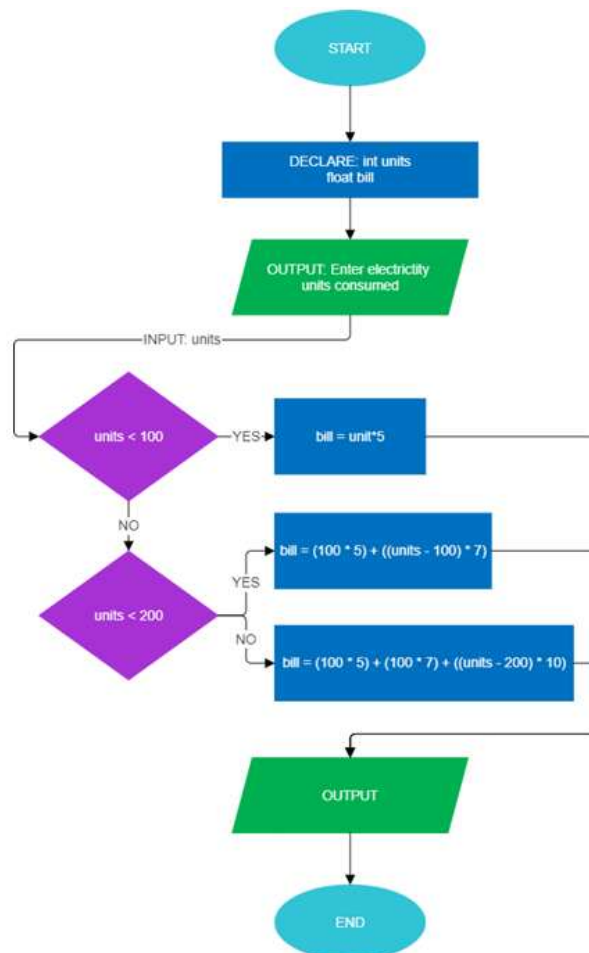 START
DECLARE: int units
float bill
OUTPUT: Enter electrictity
units consumed
INPUT: units
units < 100
YES
bill = unit*5
NO
bill = (100 * 5) + ((units - 100) * 7)
YES
units < 200
NO
bill = (100 * 5) + (100 * 7) + ((units - 200) * 10)
OUTPUT
END